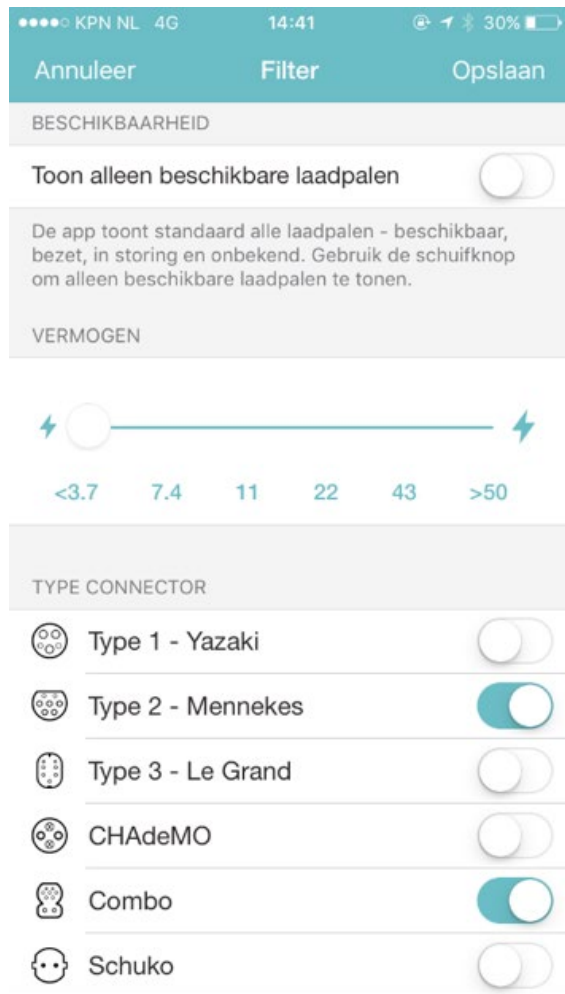 KPN NL 4G 14:41 30%
Annuleer Filter Opslaan
BESCHIKBAARHEID
Toon alleen beschikbare laadpalen
De app toont standaard alle laadpalen - beschikbaar,
bezet, in storing en onbekend. Gebruik de schuifknop
om alleen beschikbare laadpalen te tonen.
VERMOGEN
<3.7 7.4 11 22 43 >50
TYPE CONNECTOR
Type 1 - Yazaki
Type 2 - Mennekes
Type 3 - Le Grand
CHAdeMO
Combo
Schuko